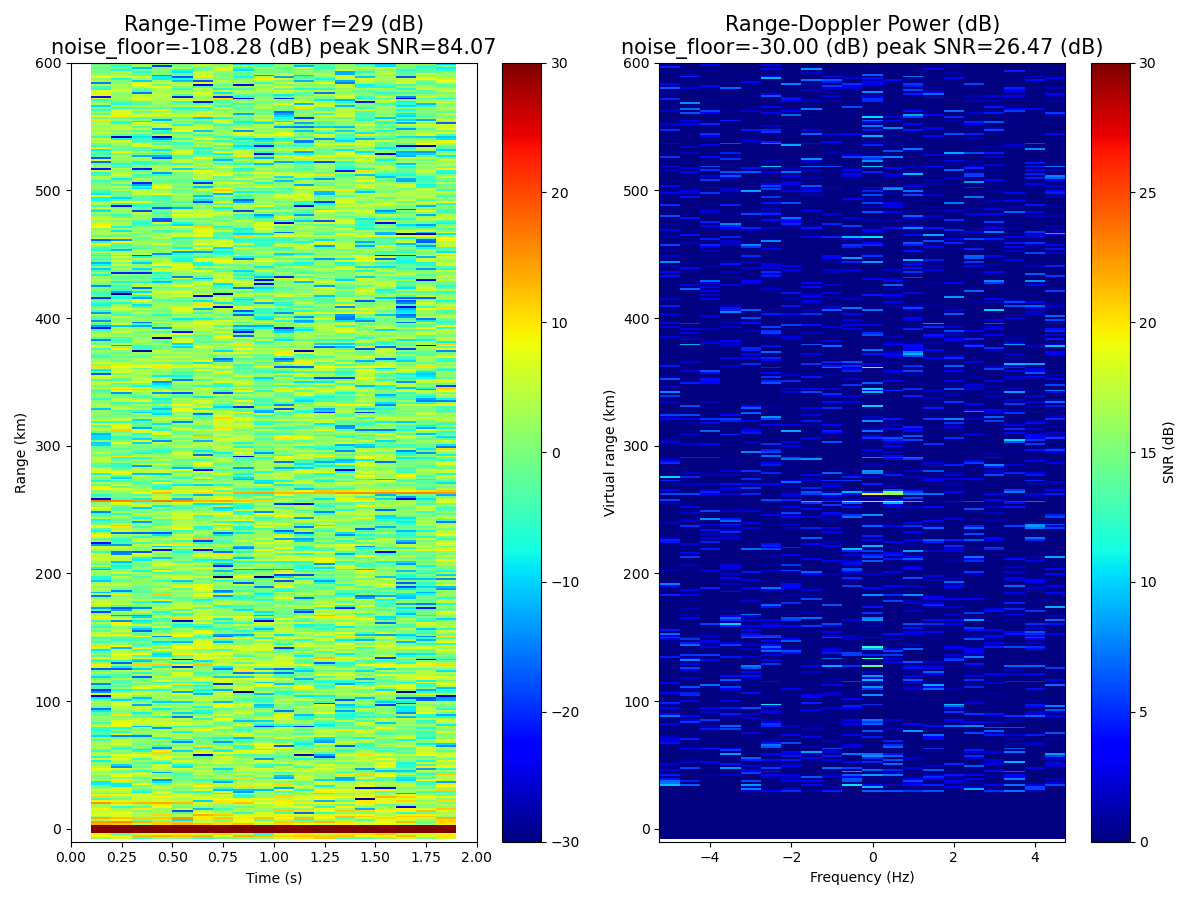 Range-Time Power f=29 (dB)
noise_floor=-108.28 (dB) peak SNR=84.07
600
500
400
300
200
100
0
Range (km)
0.00 0.25 0.50 0.75 1.00 1.25 1.50 1.75 2.00
Time (s)
30
20
10
0
−10
−20
−30
Range-Doppler Power (dB)
noise_floor=-30.00 (dB) peak SNR=26.47 (dB)
600
500
400
300
200
100
0
Virtual range (km)
−4 −2 0 2 4
Frequency (Hz)
30
25
20
15
10
5
0
SNR (dB)